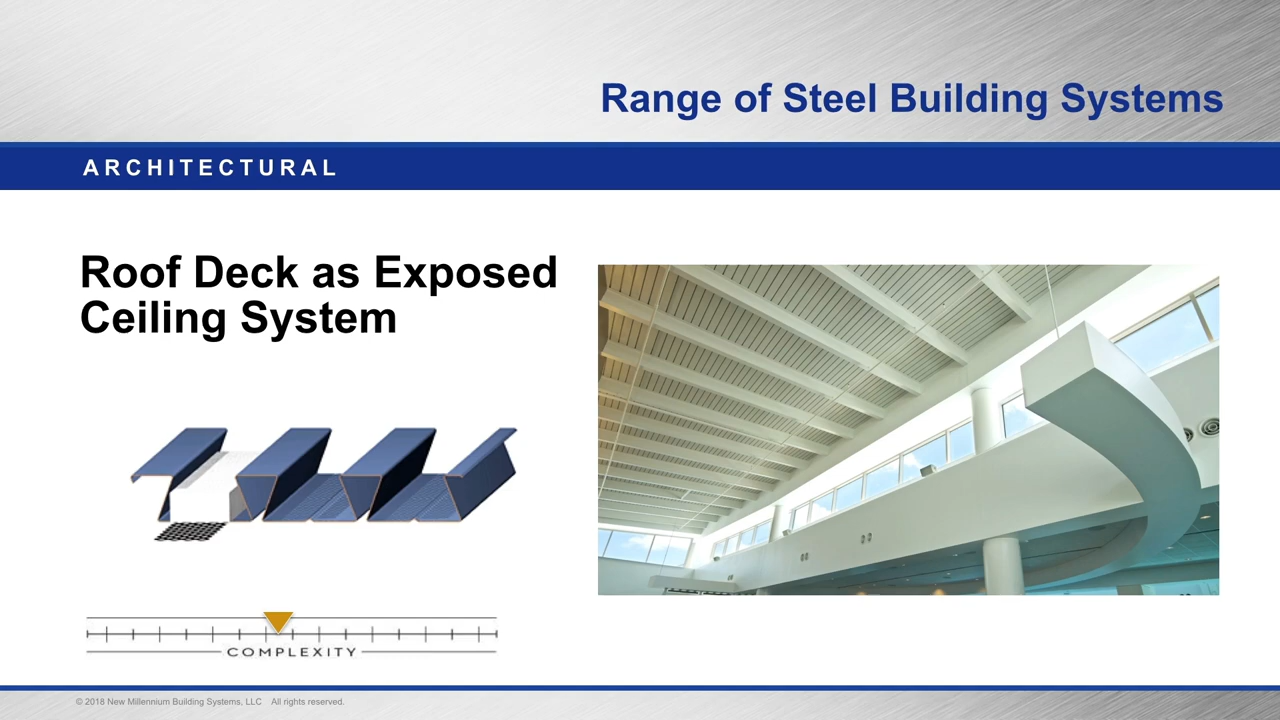 Range of Steel Building Systems
ARCHITECTURAL
Roof Deck as Exposed
Ceiling System
COMPLEXITY
© 2018 New Millennium Building Systems, LLC All rights reserved.